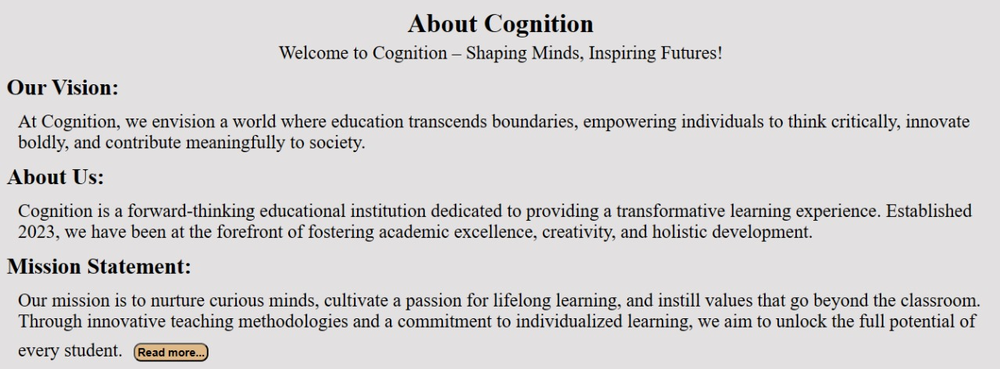 About Cognition
Welcome to Cognition – Shaping Minds, Inspiring Futures!
Our Vision:
At Cognition, we envision a world where education transcends boundaries, empowering individuals to think critically, innovate
boldly, and contribute meaningfully to society.
About Us:
Cognition is a forward-thinking educational institution dedicated to providing a transformative learning experience. Established
2023, we have been at the forefront of fostering academic excellence, creativity, and holistic development.
Mission Statement:
Our mission is to nurture curious minds, cultivate a passion for lifelong learning, and instill values that go beyond the classroom.
Through innovative teaching methodologies and a commitment to individualized learning, we aim to unlock the full potential of
every student. Read more...